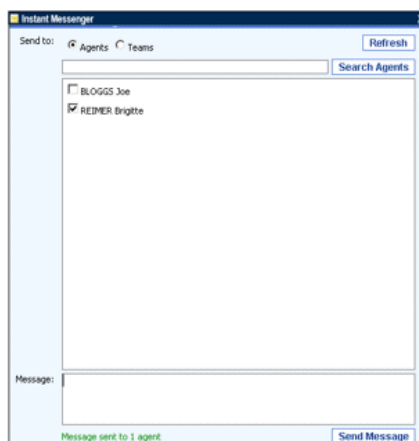 Instant Messenger
Send to: Agents Teams Refresh
Search Agents
BLOGGS Joe
REIMER Brigitte
Message:
Message sent to 1 agent Send Message